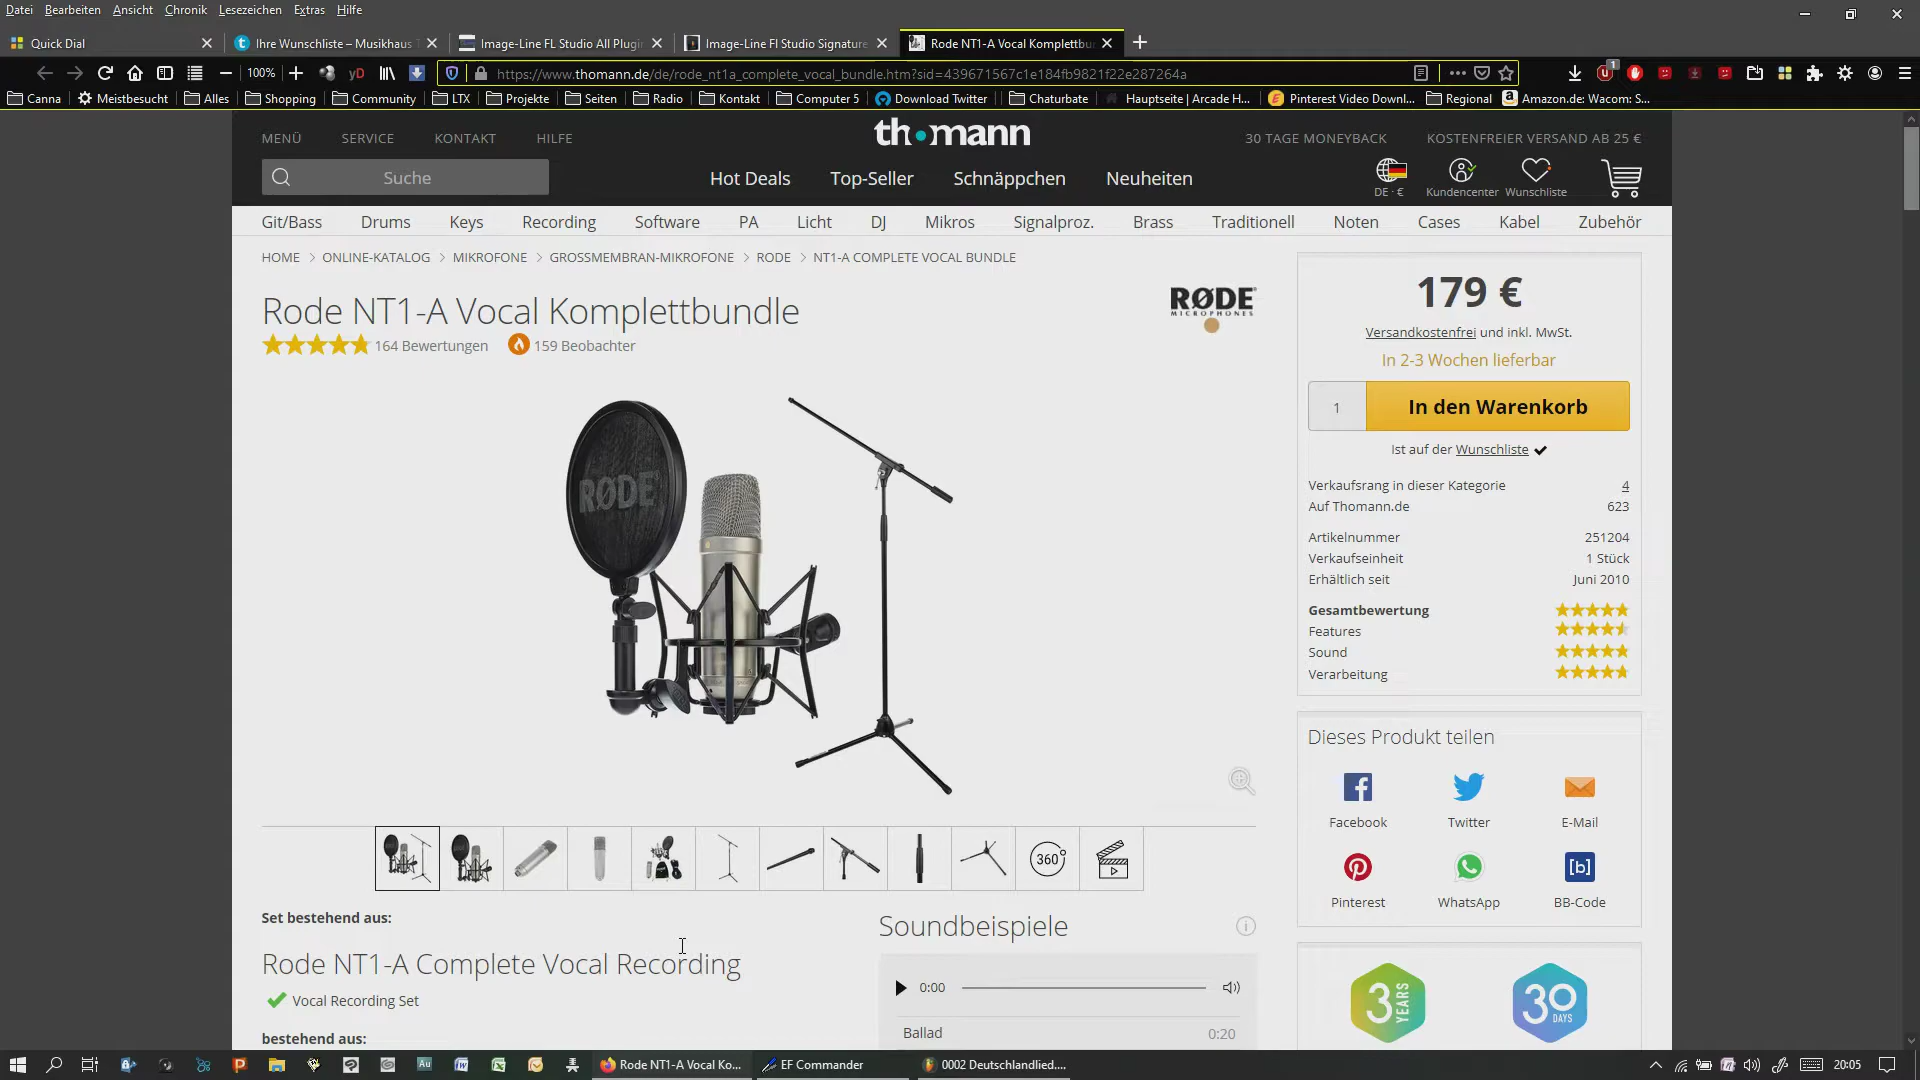 Datei Bearbeiten Ansicht Chronik Lesezeichen Extras Hilfe
Quick Dial
Ihre Wunschliste – Musikhaus
Image-Line FL Studio All Plugi
Image-Line Fl Studio Signature
Rode NT1-A Vocal Komplettbu
100%
yD
https://www.thomann.de/de/rode_nt1a_complete_vocal_bundle.htm?sid=439671567c1e184fb9821f22e287264a
1
Canna Meistbesucht Alles Shopping Community LTX Projekte Seiten Radio Kontakt Computer 5 Download Twitter Chaturbate Hauptseite | Arcade H... Pinterest Video Downl... Regional Amazon.de: Wacom: S...
MENÜ SERVICE KONTAKT HILFE
th•mann
30 TAGE MONEYBACK KOSTENFREIER VERSAND AB 25 €
Suche
Hot Deals Top-Seller Schnäppchen Neuheiten
DE · € Kundencenter Wunschliste
Git/Bass Drums Keys Recording Software PA Licht DJ Mikros Signalproz. Brass Traditionell Noten Cases Kabel Zubehör
HOME > ONLINE-KATALOG > MIKROFONE > GROSSMEMBRAN-MIKROFONE > RODE > NT1-A COMPLETE VOCAL BUNDLE
Rode NT1-A Vocal Komplettbundle
164 Bewertungen 159 Beobachter
RØDE
MICROPHONES
RØDE
179 €
Versandkostenfrei und inkl. MwSt.
In 2-3 Wochen lieferbar
1 In den Warenkorb
Ist auf der Wunschliste
Verkaufsrang in dieser Kategorie 4
Auf Thomann.de 623
Artikelnummer 251204
Verkaufseinheit 1 Stück
Erhältlich seit Juni 2010
Gesamtbewertung
Features
Sound
Verarbeitung
Dieses Produkt teilen
Facebook Twitter E-Mail
Pinterest WhatsApp BB-Code
[b]
3 YEARS
30 DAYS
360°
Set bestehend aus:
Rode NT1-A Complete Vocal Recording
Vocal Recording Set
bestehend aus:
Soundbeispiele
0:00
Ballad 0:20
Au
Rode NT1-A Vocal Ko...
EF Commander
0002 Deutschlandlied....
20:05